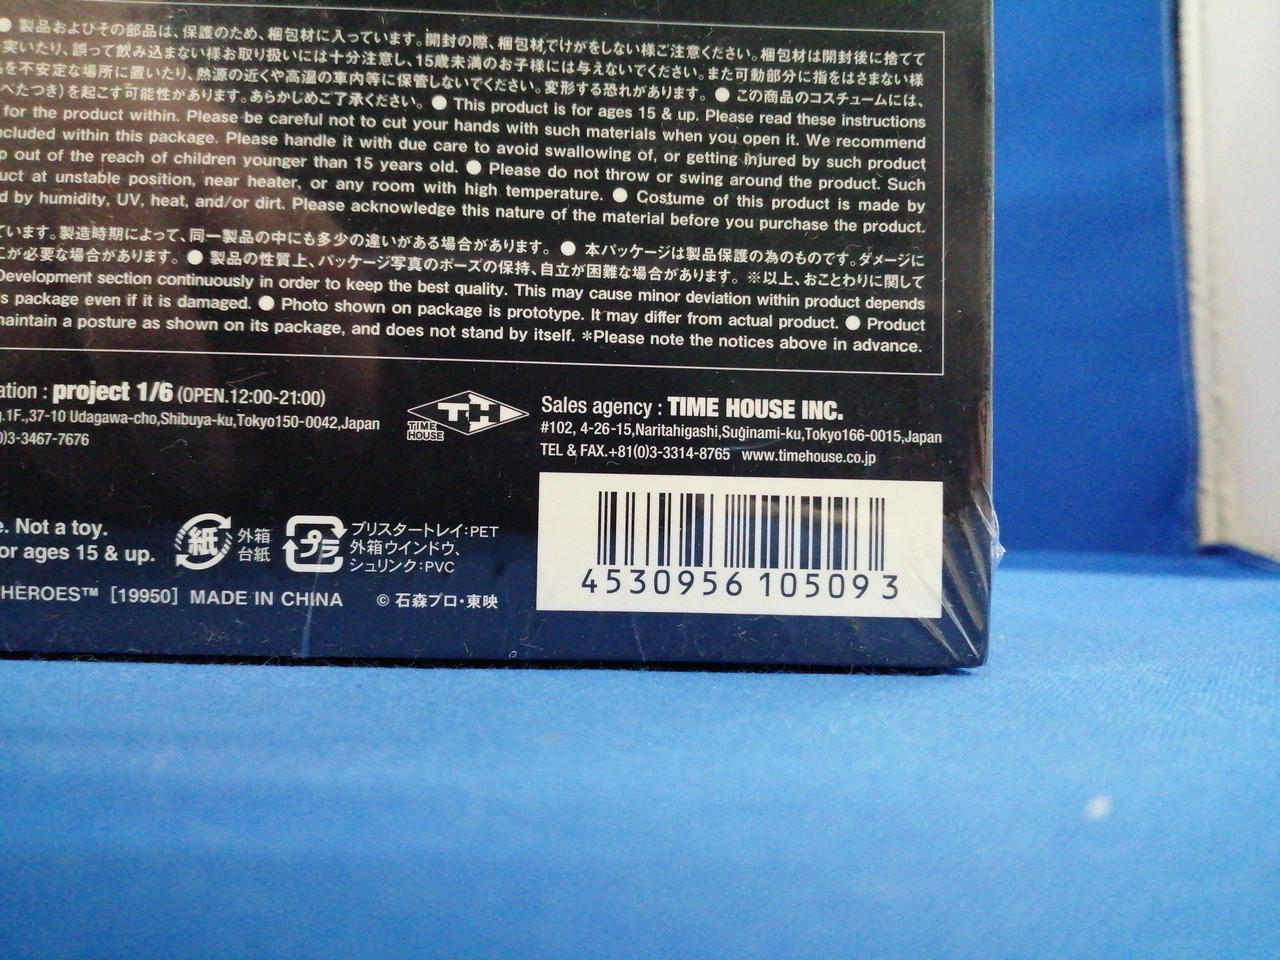 ● 製品およびその部品は、保護のため、梱包材に入っています。開封の際、梱包材でけがをしない様ご注意ください。梱包材は開封後に捨てて
突いたり、誤って飲み込まない様お取り扱いには十分注意し、15歳未満のお子様には与えないでください。また可動部分に指をはさまない様
を不安定な場所に置いたり、熱源の近くや高温の車内等に保管しないでください。変形する恐れがあります。 ● この商品のコスチュームには、
べたつき)を起こす可能性があります。あらかじめご了承ください。 ● This product is for ages 15 & up. Please read these instructions
for the product within. Please be careful not to cut your hands with such materials when you open it. We recommend
ncluded within this package. Please handle it with due care to avoid swallowing of, or getting injured by such product
p out of the reach of children younger than 15 years old. ● Please do not throw or swing around the product. Such
uct at unstable position, near heater, or any room with high temperature. ● Costume of this product is made by
d by humidity, UV, heat, and/or dirt. Please acknowledge this nature of the material before you purchase the product.
ています。製造時期によって、同一製品の中にも多少の違いがある場合があります。 ● 本パッケージは製品保護の為のものです。ダメージに
が必要な場合があります。 ● 製品の性質上、パッケージ写真のポーズの保持、自立が困難な場合があります。 ※以上、おことわりに関して
Development section continuously in order to keep the best quality. This may cause minor deviation within product depends
s package even if it is damaged. ● Photo shown on package is prototype. It may differ from actual product. ● Product
maintain a posture as shown on its package, and does not stand by itself. *Please note the notices above in advance.
ation : project 1/6 (OPEN.12:00-21:00)
g.1F.,37-10 Udagawa-cho,Shibuya-ku,Tokyo150-0042,Japan
0)3-3467-7676
TH
TIME HOUSE
Sales agency : TIME HOUSE INC.
#102, 4-26-15,Naritahigashi,Suginami-ku,Tokyo166-0015,Japan
TEL & FAX.+81(0)3-3314-8765 www.timehouse.co.jp
e. Not a toy.
or ages 15 & up.
紙
外箱
台紙
プラ
ブリスタートレイ:PET
外箱ウインドウ、
シュリンク:PVC
HEROES™ [19950] MADE IN CHINA © 石森プロ・東映
4530956 105093